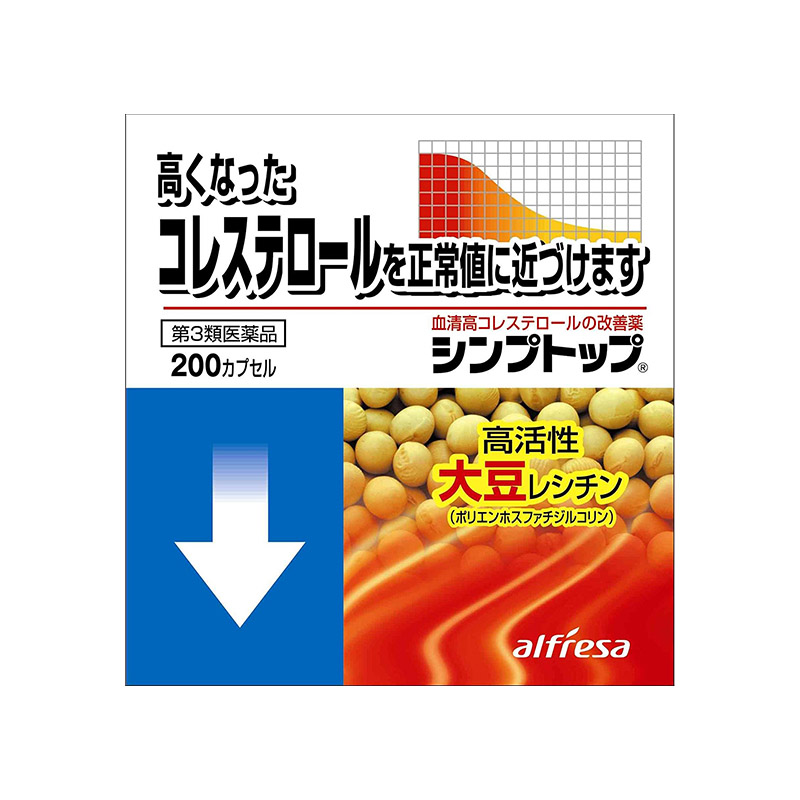 高くなった
コレステロールを正常値に近づけます
血清高コレステロールの改善薬
第3類医薬品
シンプトップ®
200カプセル
高活性
大豆レシチン
(ポリエンホスファチジルコリン)
alfresa